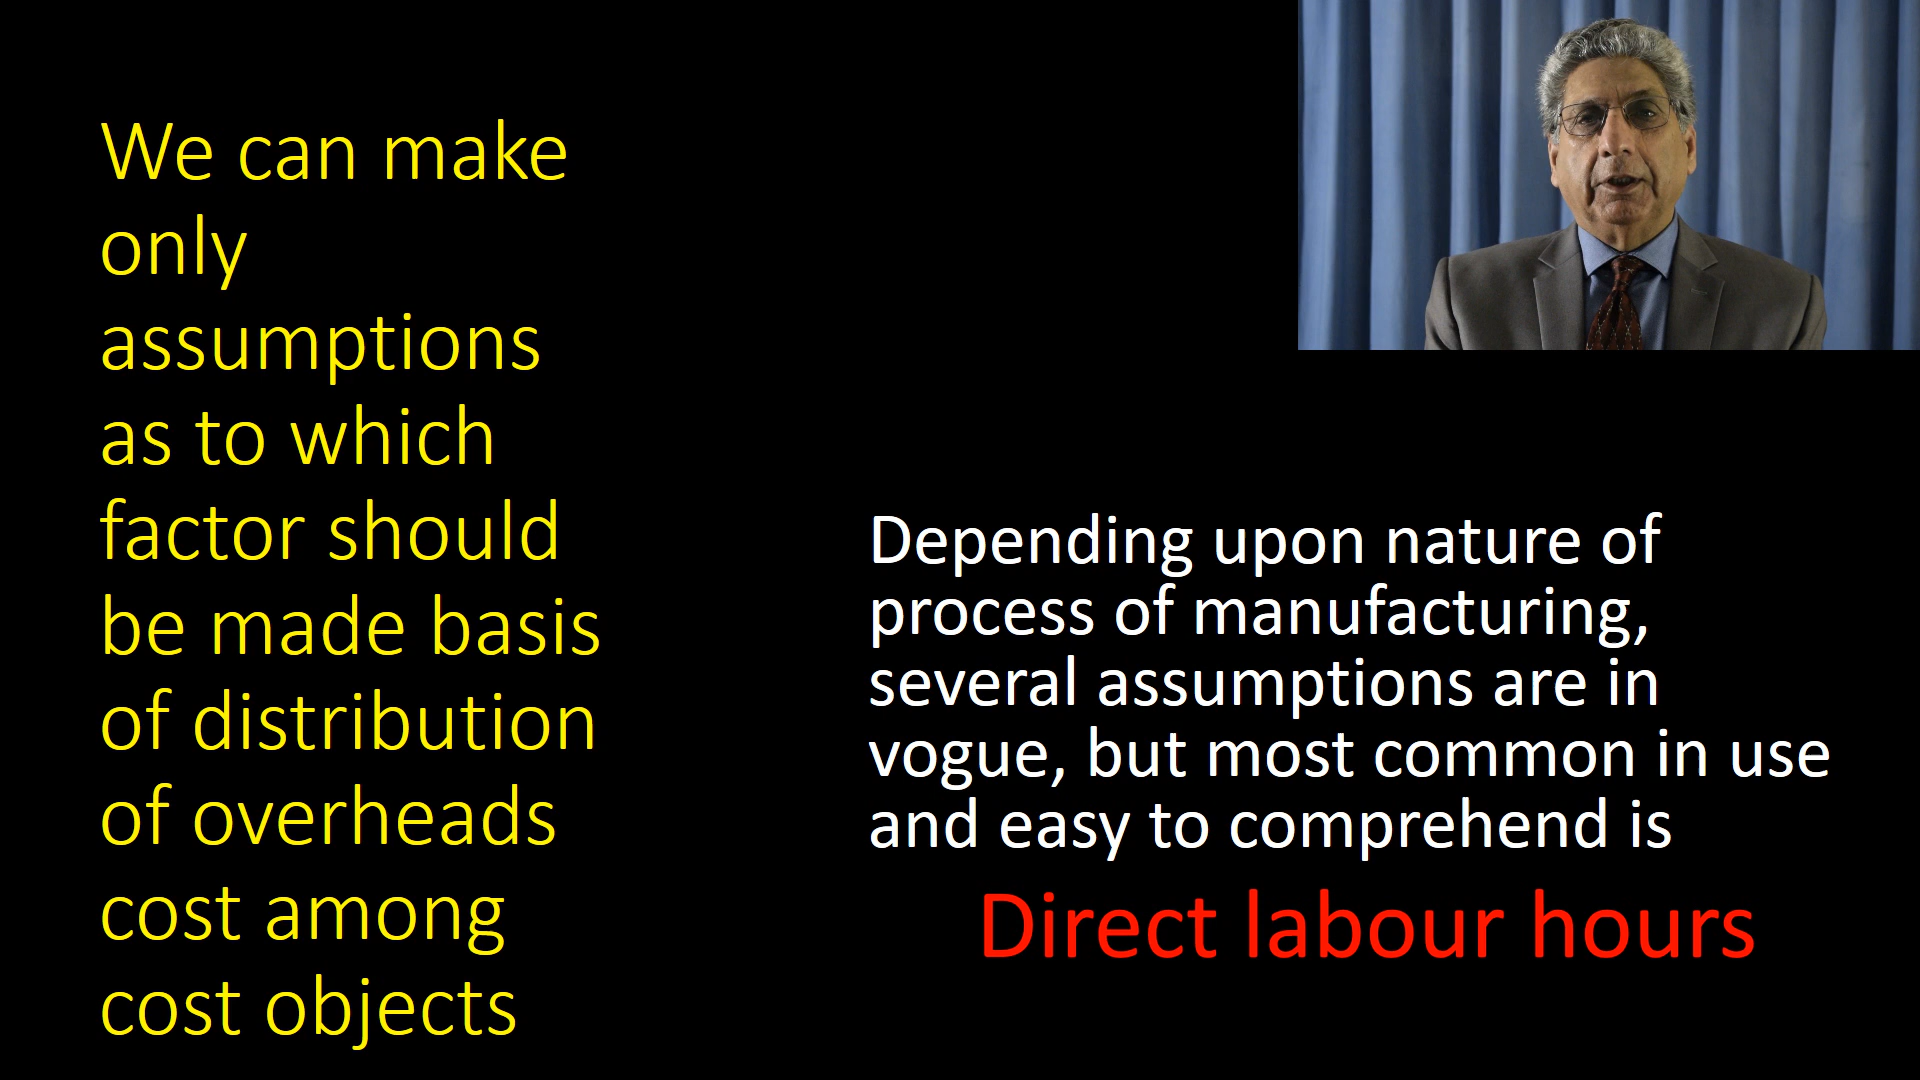 We can make
only
assumptions
as to which
factor should
be made basis
of distribution
of overheads
cost among
cost objects
Depending upon nature of
process of manufacturing,
several assumptions are in
vogue, but most common in use
and easy to comprehend is
Direct labour hours